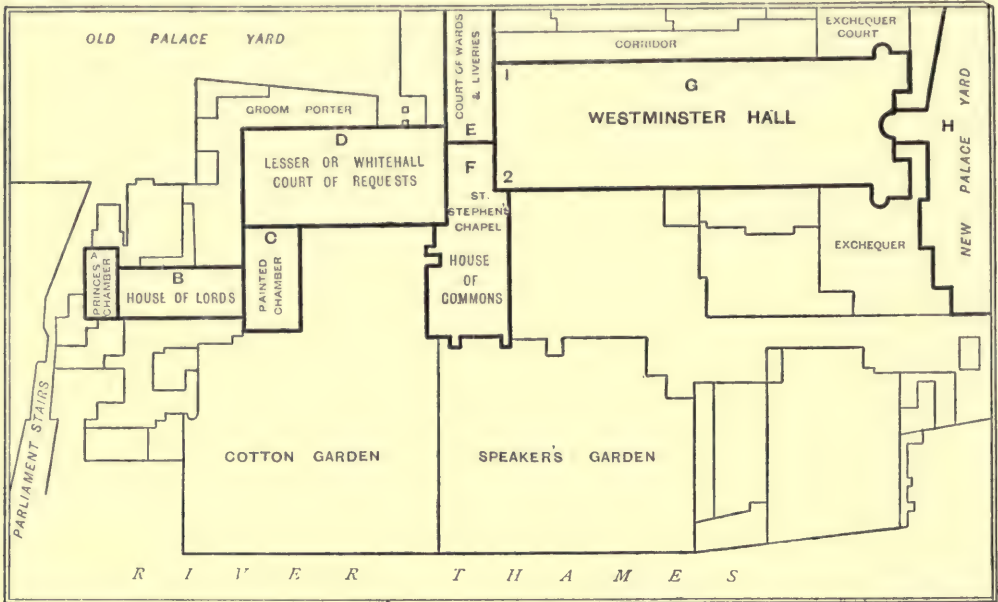 OLD PALACE YARD
COURT OF WARDS
& LIVERIES
CORRIDOR
EXCHEQUER
COURT
GROOM PORTER
1
G
WESTMINSTER HALL
H
NEW PALACE YARD
E
D
LESSER OR WHITEHALL
COURT OF REQUESTS
F
2
ST.
STEPHEN'S
CHAPEL
HOUSE
OF
COMMONS
EXCHEQUER
A
PRINCES
CHAMBER
B
HOUSE OF LORDS
C
PAINTED
CHAMBER
PARLIAMENT STAIRS
COTTON GARDEN
SPEAKER'S GARDEN
RIVER THAMES